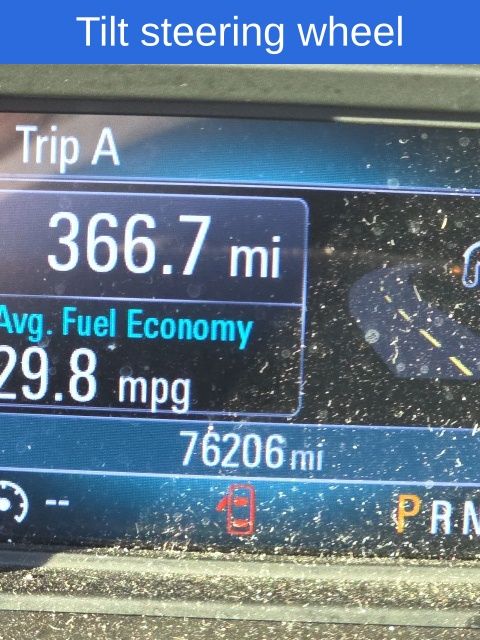 Tilt steering wheel
Trip A
366.7 mi
Avg. Fuel Economy
29.8 mpg
76206 mi
--
P R N